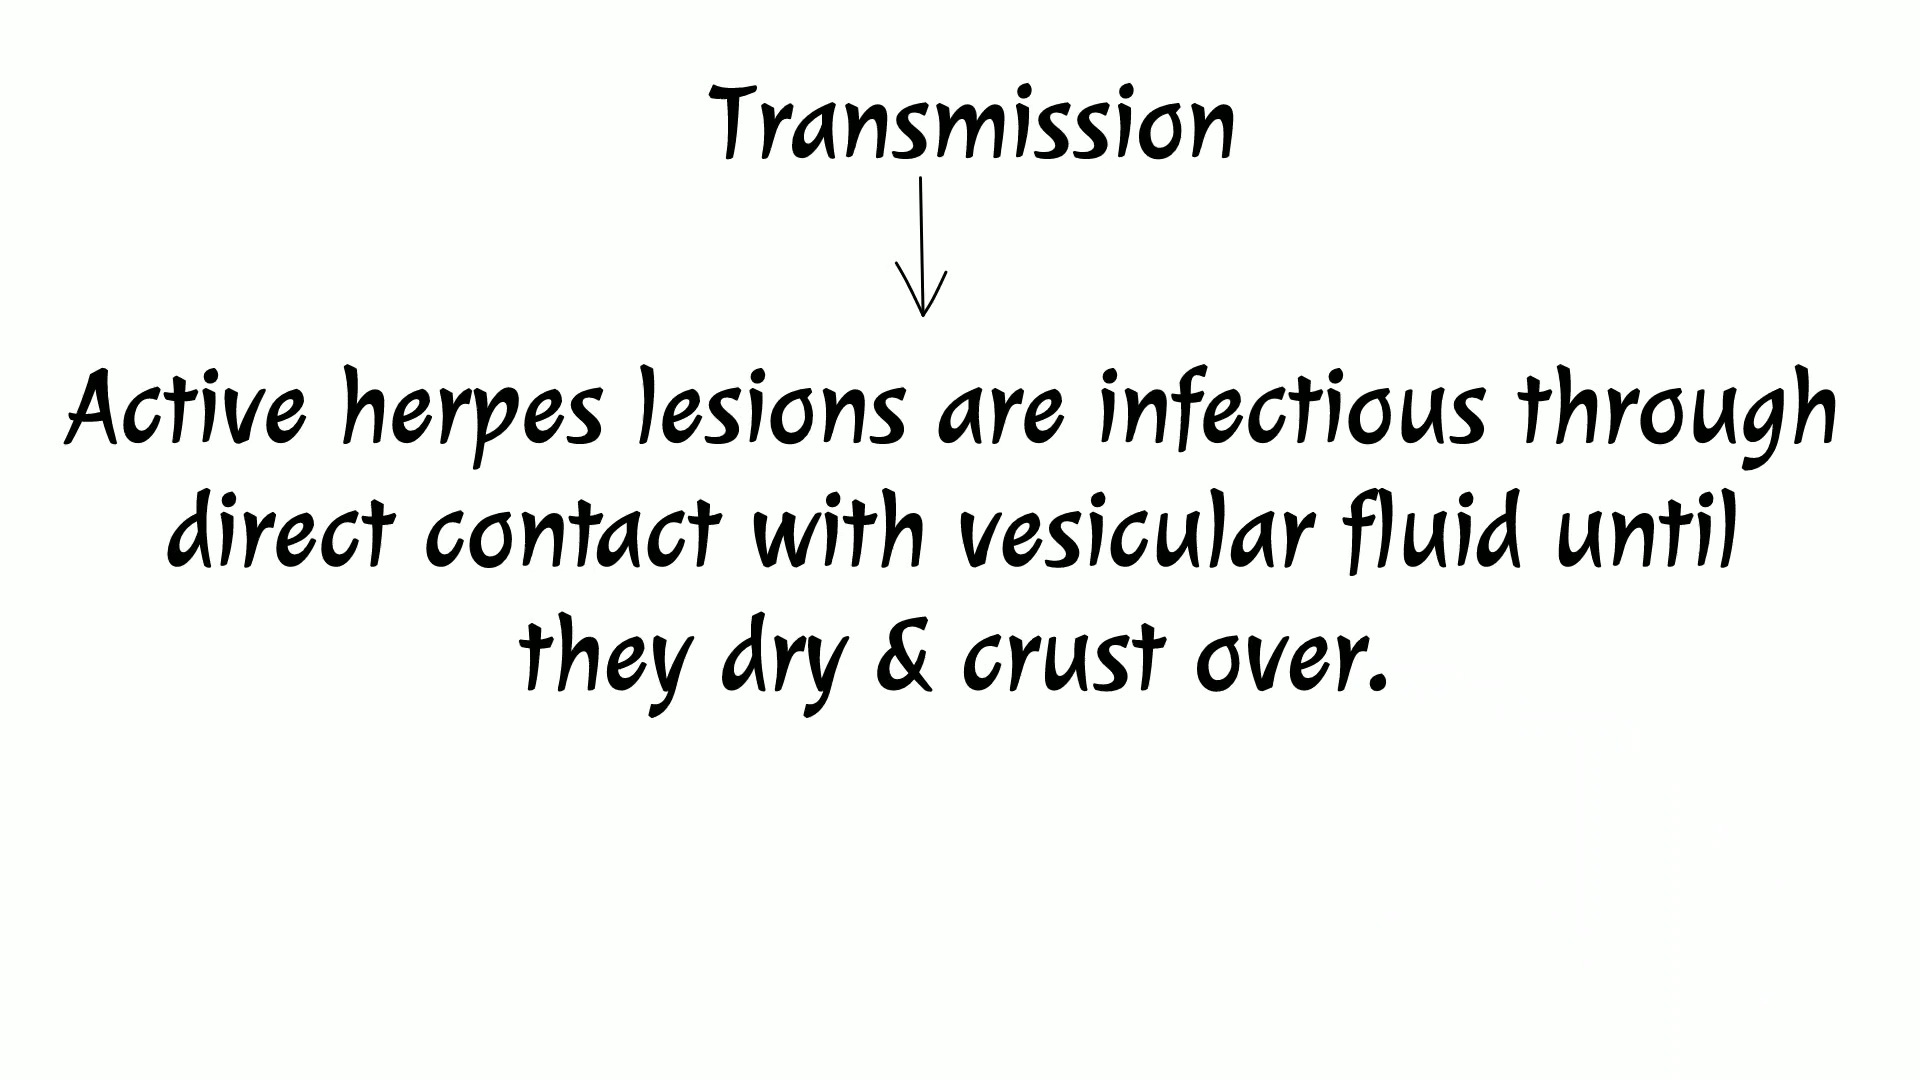 Transmission
Active herpes lesions are infectious through
direct contact with vesicular fluid until
they dry & crust over.